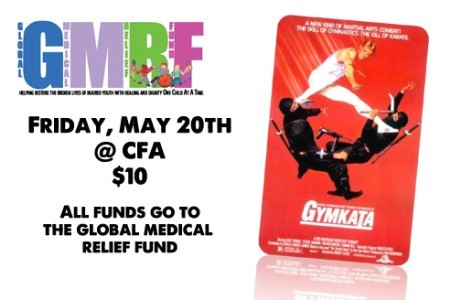 GLOBAL MEDICAL RELIEF FUND
GMRF
HELPING RESTORE THE BROKEN LIVES OF INJURED YOUTH WITH HEALING AND DIGNITY ONE CHILD AT A TIME.
FRIDAY, MAY 20TH
@ CFA
$10
ALL FUNDS GO TO
THE GLOBAL MEDICAL
RELIEF FUND
A NEW KIND OF MARTIAL ARTS COMBAT!
THE SKILL OF GYMNASTICS. THE KILL OF KARATE.
GYMKATA